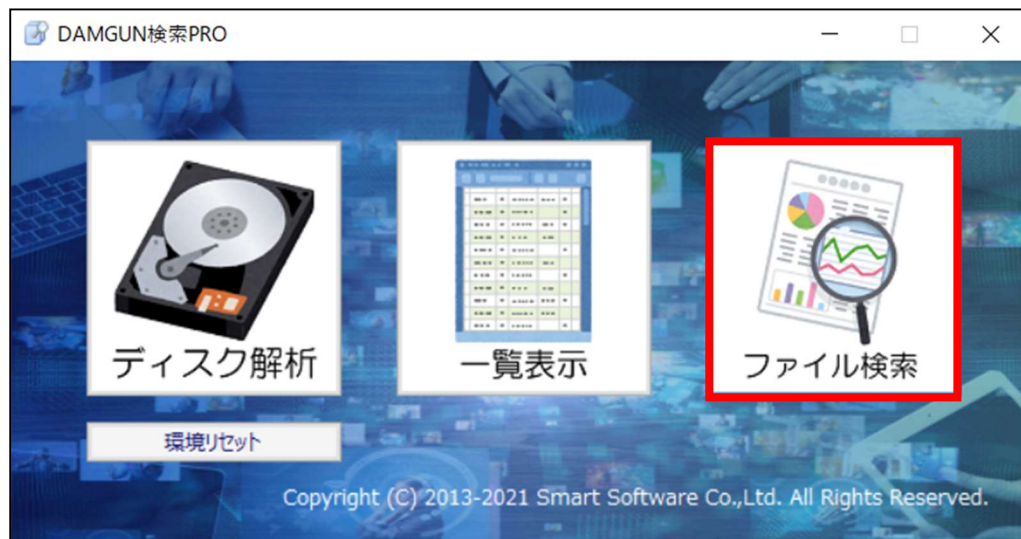 DAMGUN検索PRO
ディスク解析
一覧表示
ファイル検索
環境リセット
Copyright (C) 2013-2021 Smart Software Co.,Ltd. All Rights Reserved.